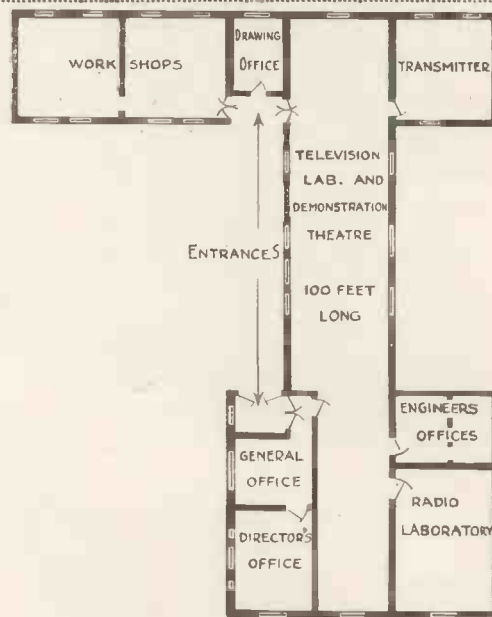 DRAWING
OFFICE
WORK SHOPS
TRANSMITTER
TELEVISION
LAB. AND
DEMONSTRATION
THEATRE
ENTRANCES
100 FEET
LONG
ENGINEERS
OFFICES
GENERAL
OFFICE
RADIO
LABORATORY
DIRECTOR'S
OFFICE